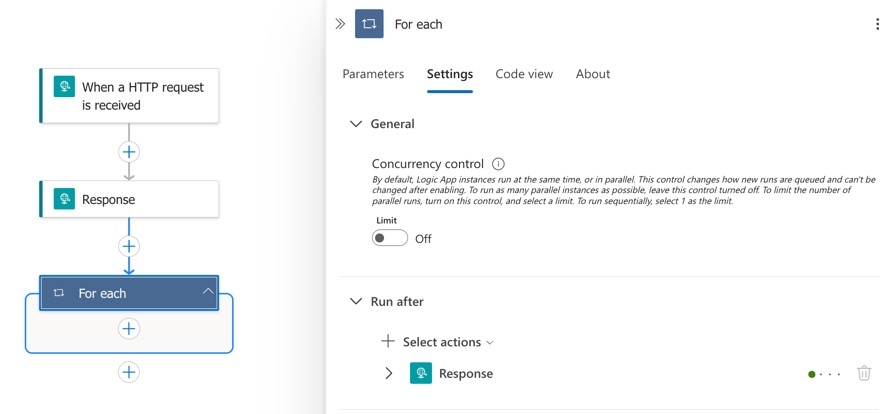 When a HTTP request
is received
Response
For each
For each
Parameters
Settings
Code view
About
General
Concurrency control
By default, Logic App instances run at the same time, or in parallel. This control changes how new runs are queued and can't be
changed after enabling. To run as many parallel instances as possible, leave this control turned off. To limit the number of
parallel runs, turn on this control, and select a limit. To run sequentially, select 1 as the limit.
Limit
Off
Run after
Select actions
Response